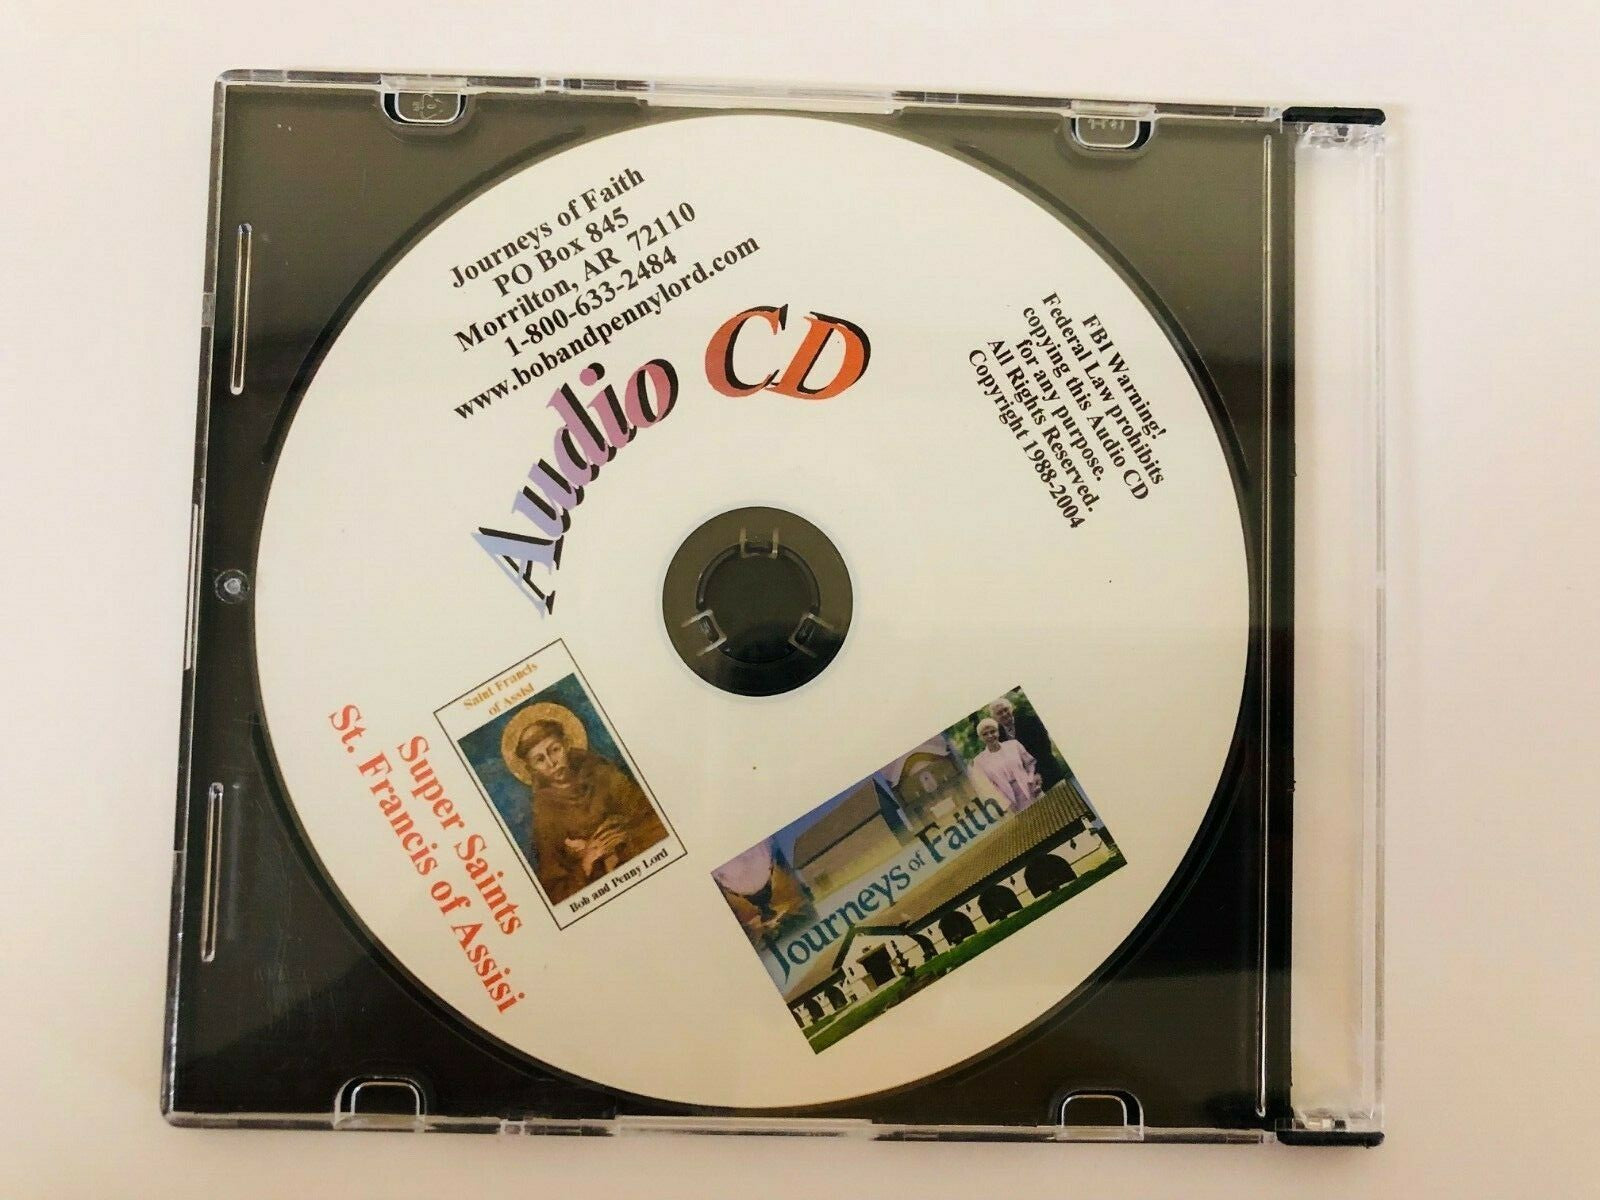 Journeys of Faith
PO Box 845
Morrilton, AR 72110
1-800-633-2484
www.bobandpennylord.com
Audio CD
FBI Warning!
Federal Law prohibits
copying this Audio CD
for any purpose.
All Rights Reserved.
Copyright 1988-2004
Saint Francis
of Assisi
Bob and Penny Lord
Super Saints
St. Francis of Assisi
Journeys of Faith